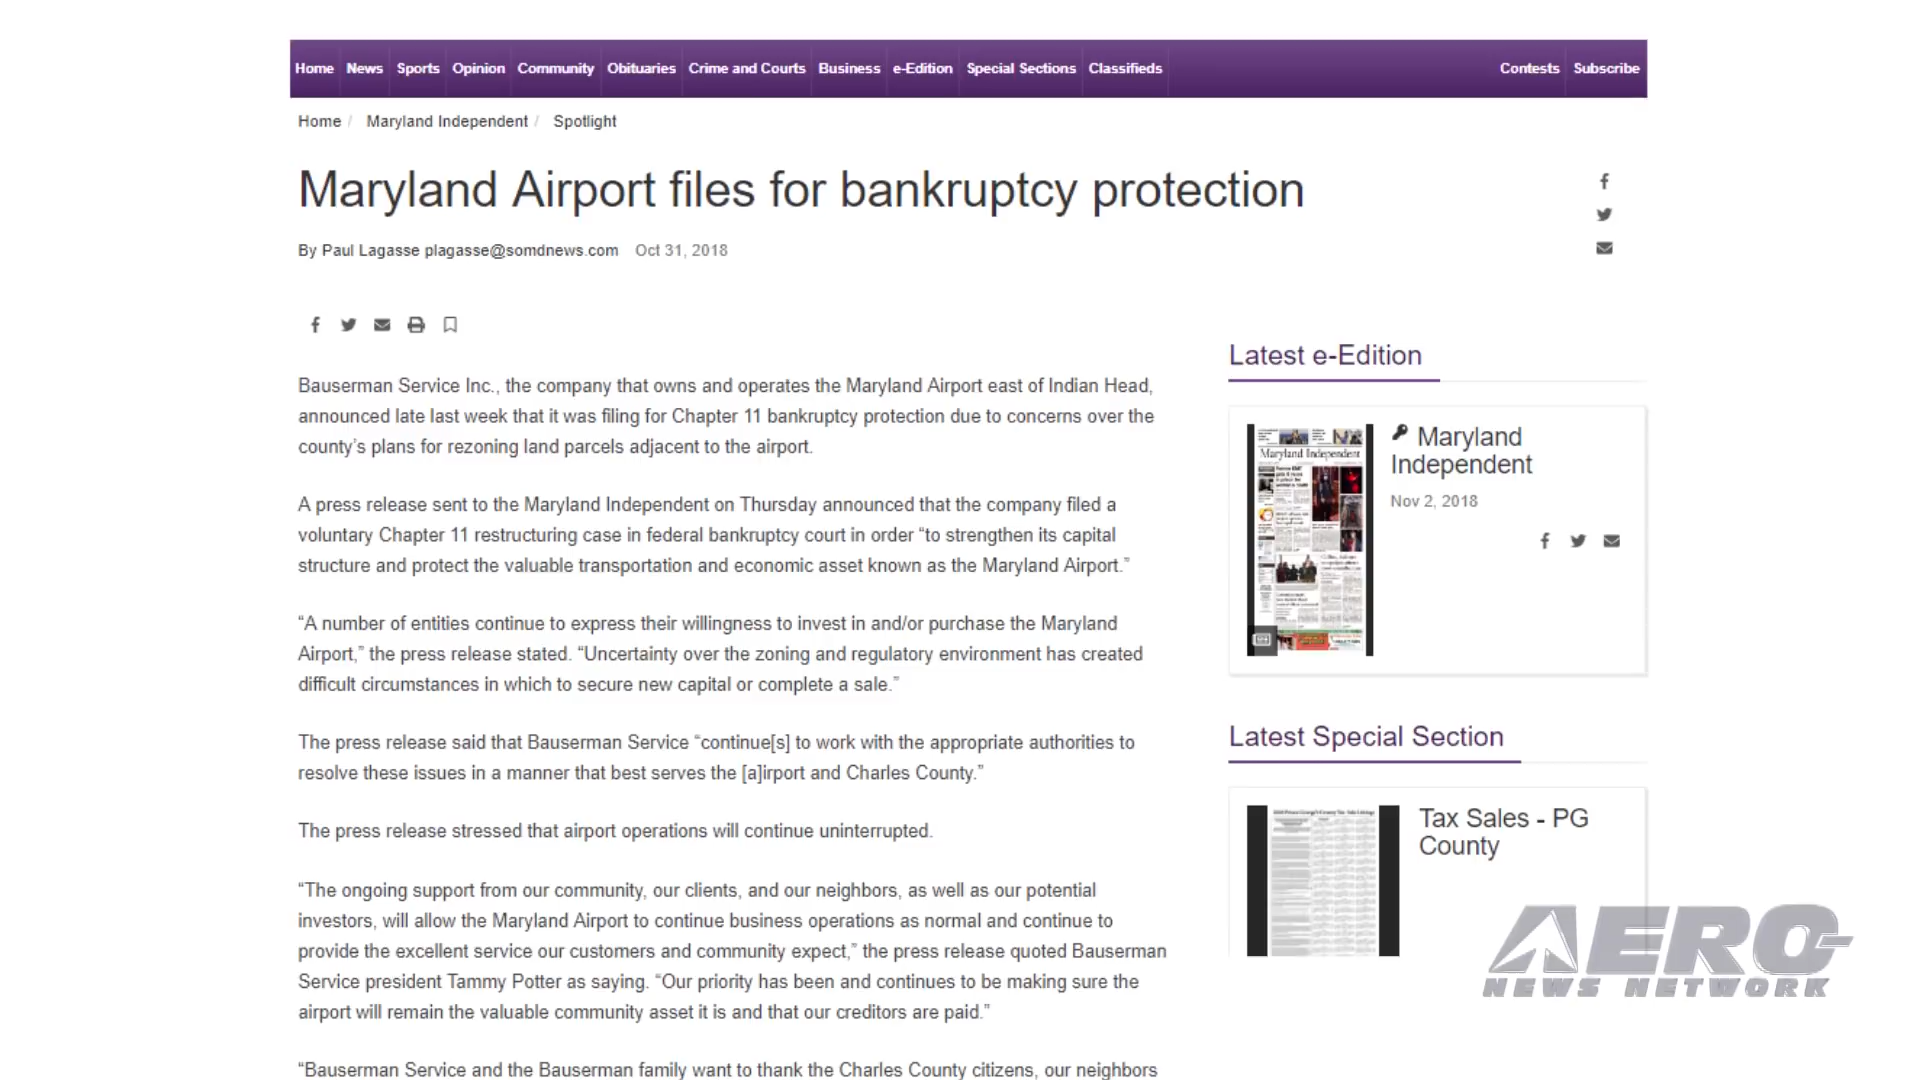 Home News Sports Opinion Community Obituaries Crime and Courts Business e-Edition Special Sections Classifieds Contests Subscribe
Home / Maryland Independent / Spotlight
Maryland Airport files for bankruptcy protection
By Paul Lagasse plagasse@somdnews.com Oct 31, 2018
Bauserman Service Inc., the company that owns and operates the Maryland Airport east of Indian Head,
announced late last week that it was filing for Chapter 11 bankruptcy protection due to concerns over the
county’s plans for rezoning land parcels adjacent to the airport.
A press release sent to the Maryland Independent on Thursday announced that the company filed a
voluntary Chapter 11 restructuring case in federal bankruptcy court in order “to strengthen its capital
structure and protect the valuable transportation and economic asset known as the Maryland Airport.”
“A number of entities continue to express their willingness to invest in and/or purchase the Maryland
Airport,” the press release stated. “Uncertainty over the zoning and regulatory environment has created
difficult circumstances in which to secure new capital or complete a sale.”
The press release said that Bauserman Service “continue[s] to work with the appropriate authorities to
resolve these issues in a manner that best serves the [a]irport and Charles County.”
The press release stressed that airport operations will continue uninterrupted.
“The ongoing support from our community, our clients, and our neighbors, as well as our potential
investors, will allow the Maryland Airport to continue business operations as normal and continue to
provide the excellent service our customers and community expect,” the press release quoted Bauserman
Service president Tammy Potter as saying. “Our priority has been and continues to be making sure the
airport will remain the valuable community asset it is and that our creditors are paid.”
“Bauserman Service and the Bauserman family want to thank the Charles County citizens, our neighbors
Latest e-Edition
Maryland Independent
Maryland
Independent
Nov 2, 2018
Latest Special Section
Tax Sales - PG
County
AERO-
NEWS NETWORK